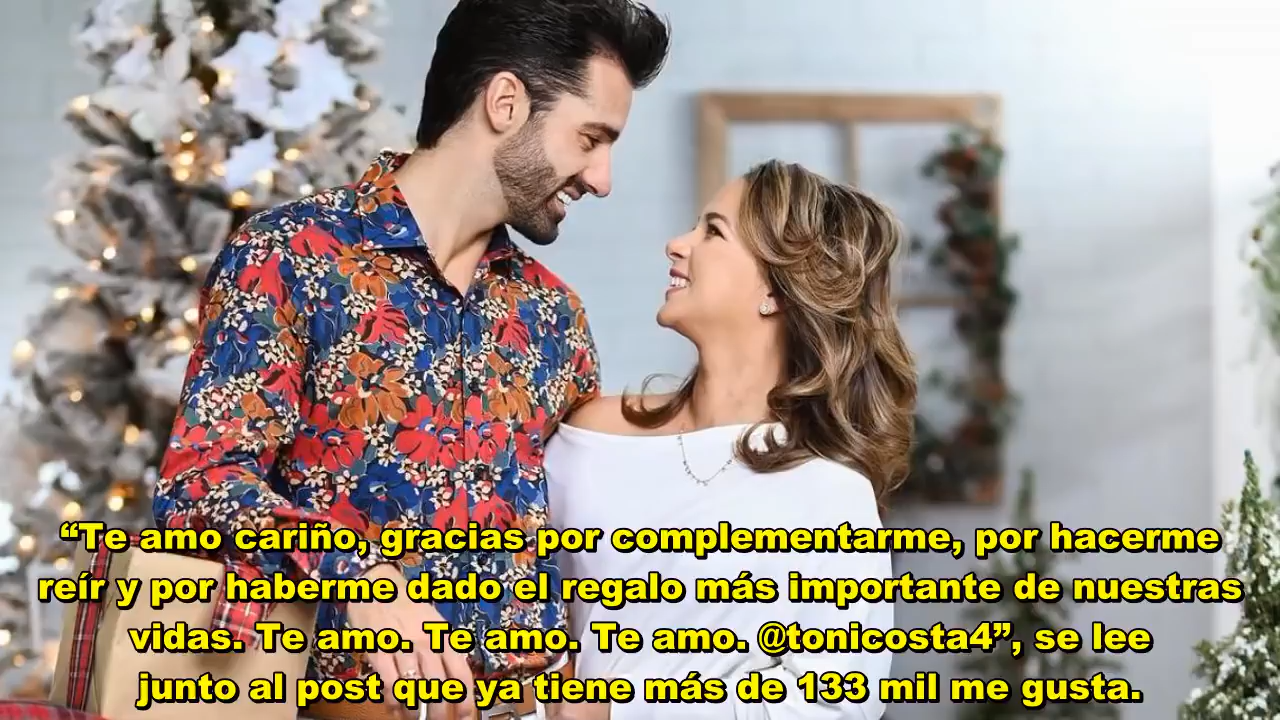 “Te amo cariño, gracias por complementarme, por hacerme
reír y por haberme dado el regalo más importante de nuestras
vidas. Te amo. Te amo. Te amo. @tonicosta4”, se lee
junto al post que ya tiene más de 133 mil me gusta.